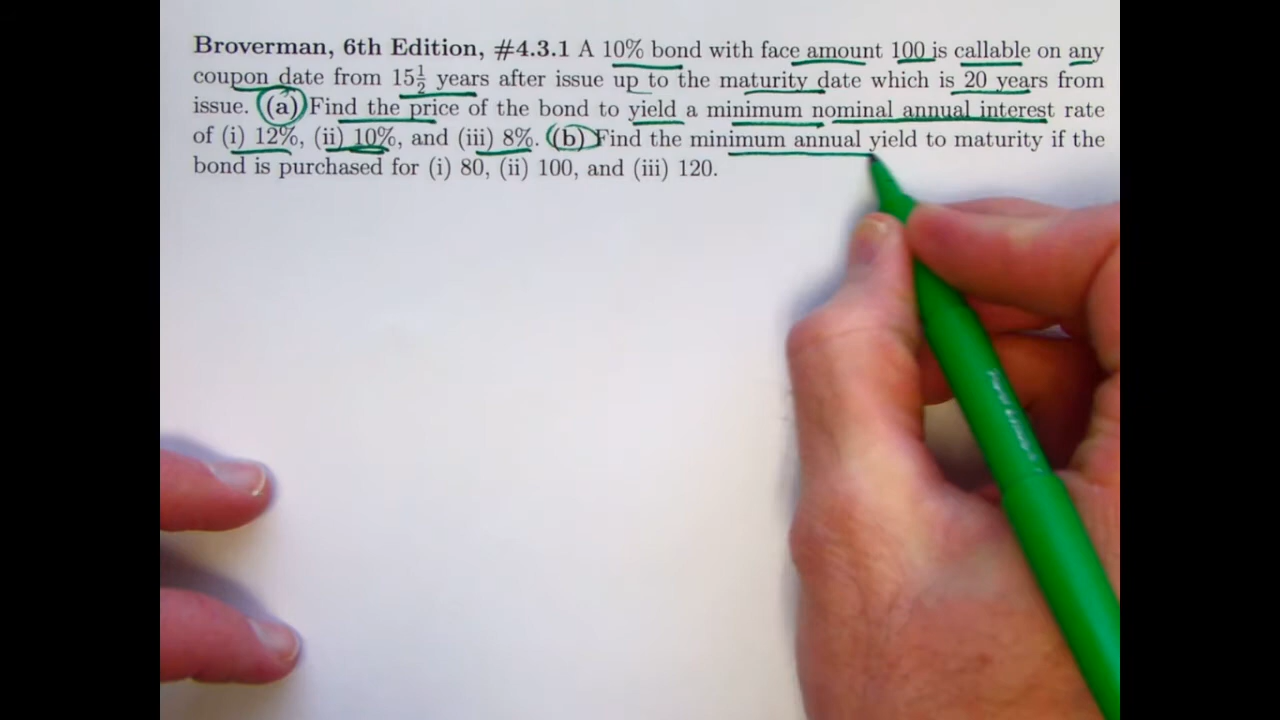 Broverman, 6th Edition, #4.3.1 A 10% bond with face amount 100 is callable on any
coupon date from 15½ years after issue up to the maturity date which is 20 years from
issue. (a) Find the price of the bond to yield a minimum nominal annual interest rate
of (i) 12%, (ii) 10%, and (iii) 8%. (b) Find the minimum annual yield to maturity if the
bond is purchased for (i) 80, (ii) 100, and (iii) 120.